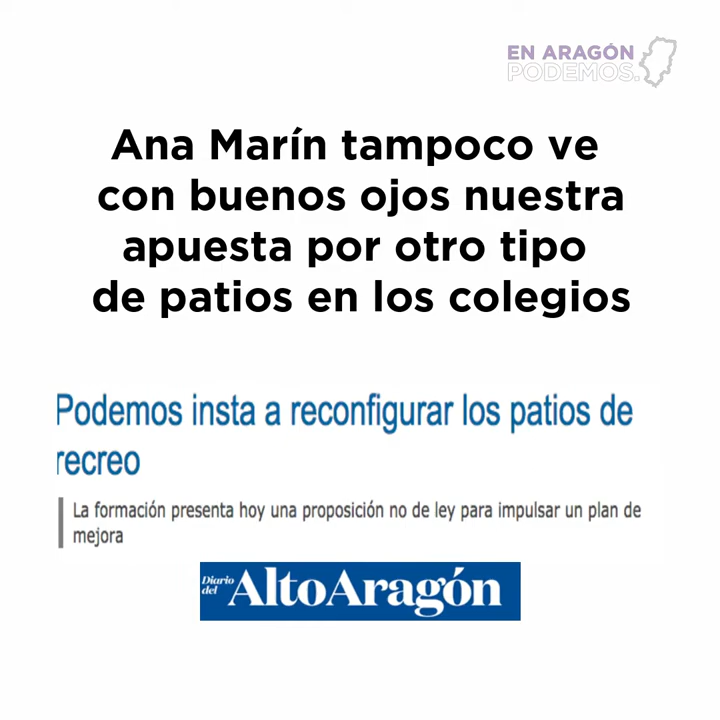 EN ARAGÓN
PODEMOS.
Ana Marín tampoco ve
con buenos ojos nuestra
apuesta por otro tipo
de patios en los colegios
Podemos insta a reconfigurar los patios de
recreo
La formación presenta hoy una proposición no de ley para impulsar un plan de
mejora
Diario del AltoAragón